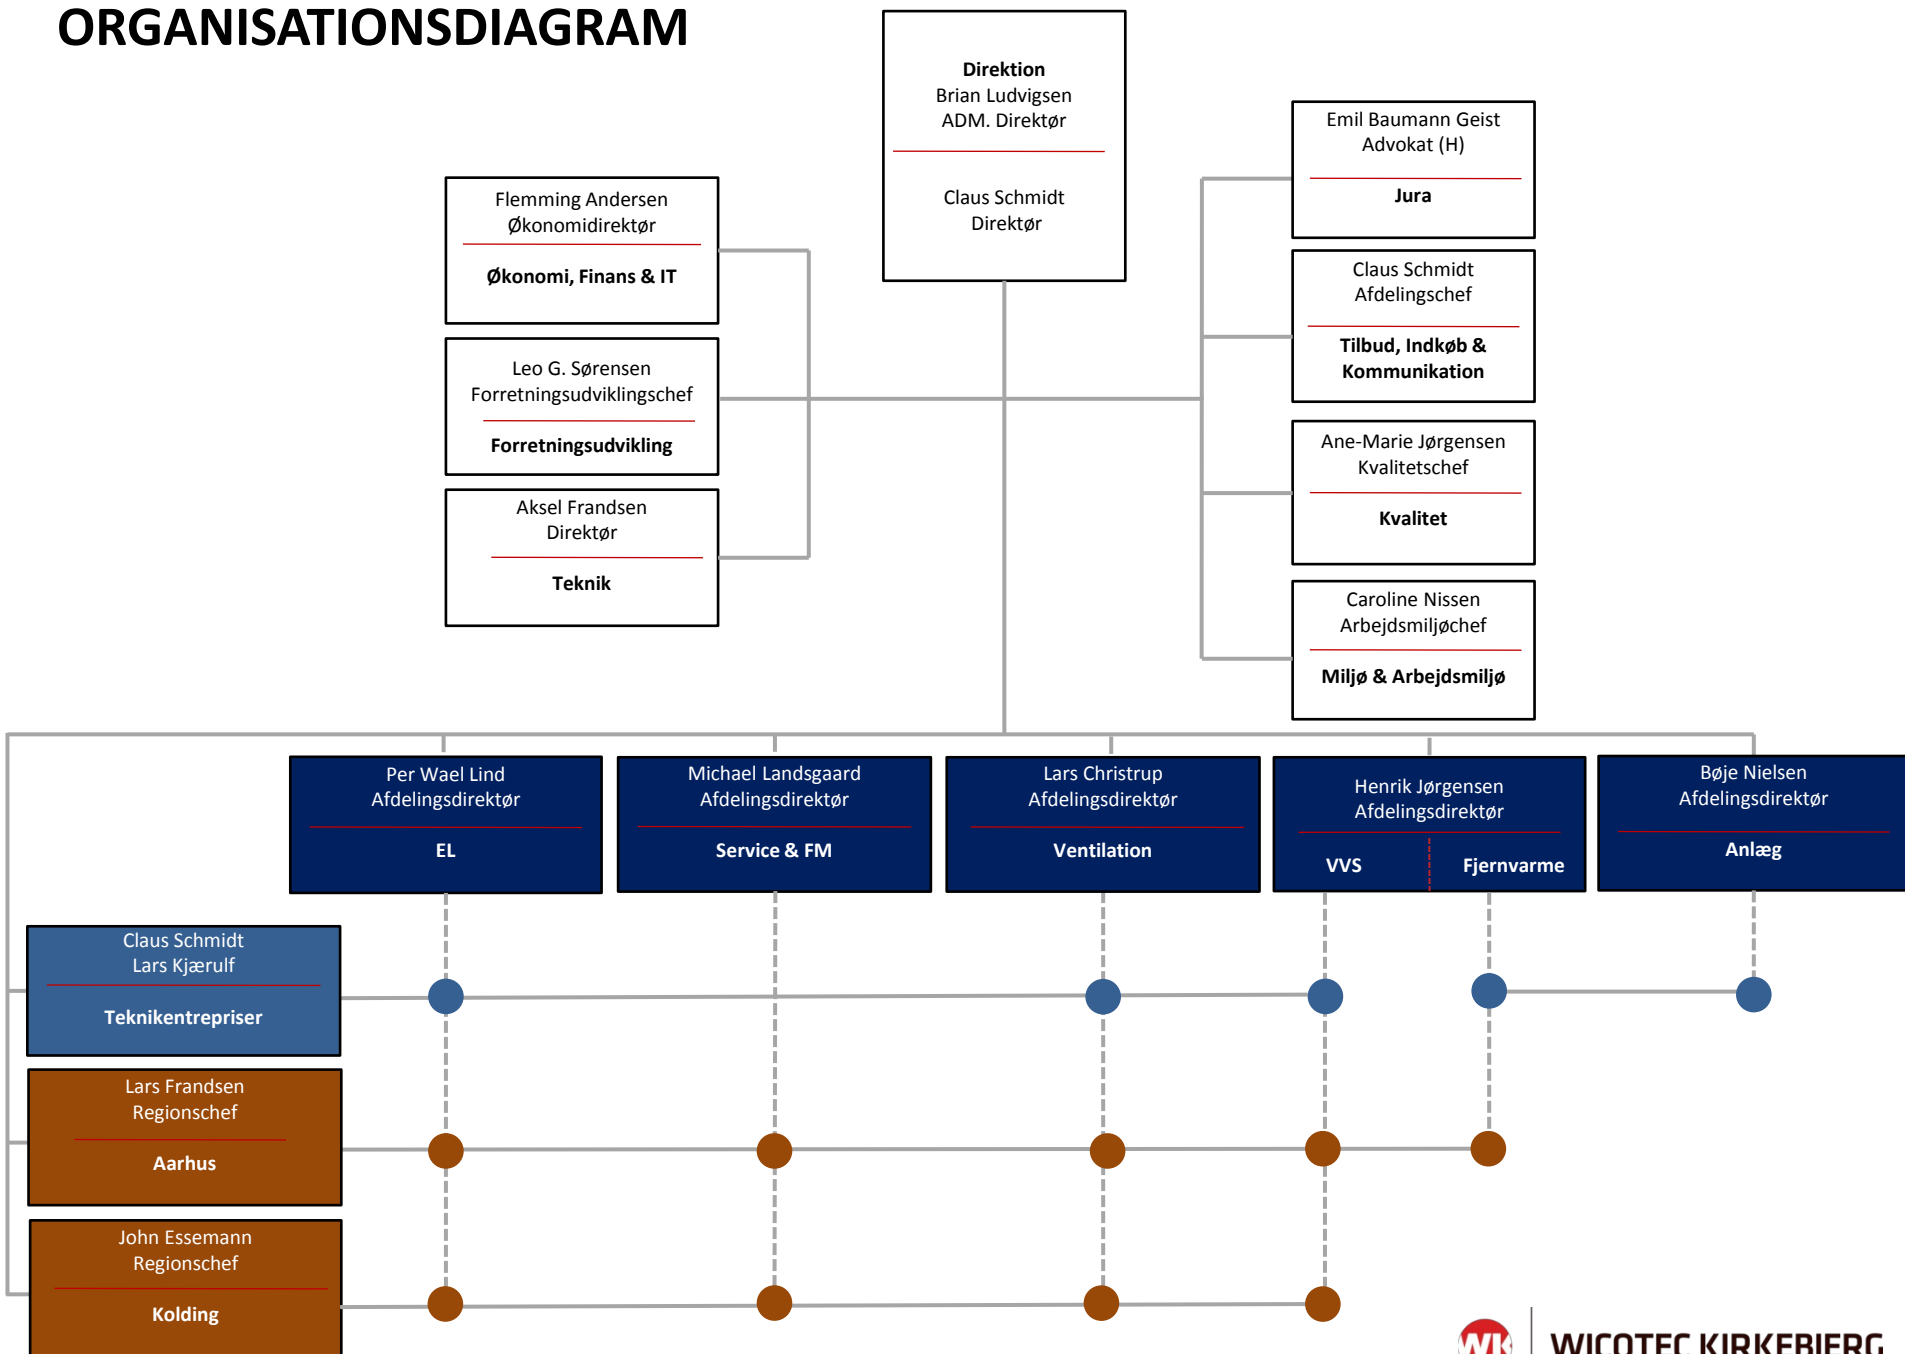 ORGANISATIONSDIAGRAM
Direktion
Brian Ludvigsen
ADM. Direktør
Claus Schmidt
Direktør
Flemming Andersen
Økonomidirektør
Økonomi, Finans & IT
Leo G. Sørensen
Forretningsudviklingschef
Forretningsudvikling
Aksel Frandsen
Direktør
Teknik
Emil Baumann Geist
Advokat (H)
Jura
Claus Schmidt
Afdelingschef
Tilbud, Indkøb &
Kommunikation
Ane-Marie Jørgensen
Kvalitetschef
Kvalitet
Caroline Nissen
Arbejdsmiljøchef
Miljø & Arbejdsmiljø
Per Wael Lind
Afdelingsdirektør
EL
Michael Landsgaard
Afdelingsdirektør
Service & FM
Lars Christrup
Afdelingsdirektør
Ventilation
Henrik Jørgensen
Afdelingsdirektør
VVS Fjernvarme
Bøje Nielsen
Afdelingsdirektør
Anlæg
Claus Schmidt
Lars Kjærulf
Teknikentrepriser
Lars Frandsen
Regionschef
Aarhus
John Essemann
Regionschef
Kolding
WK WICOTEC KIRKEBJERG